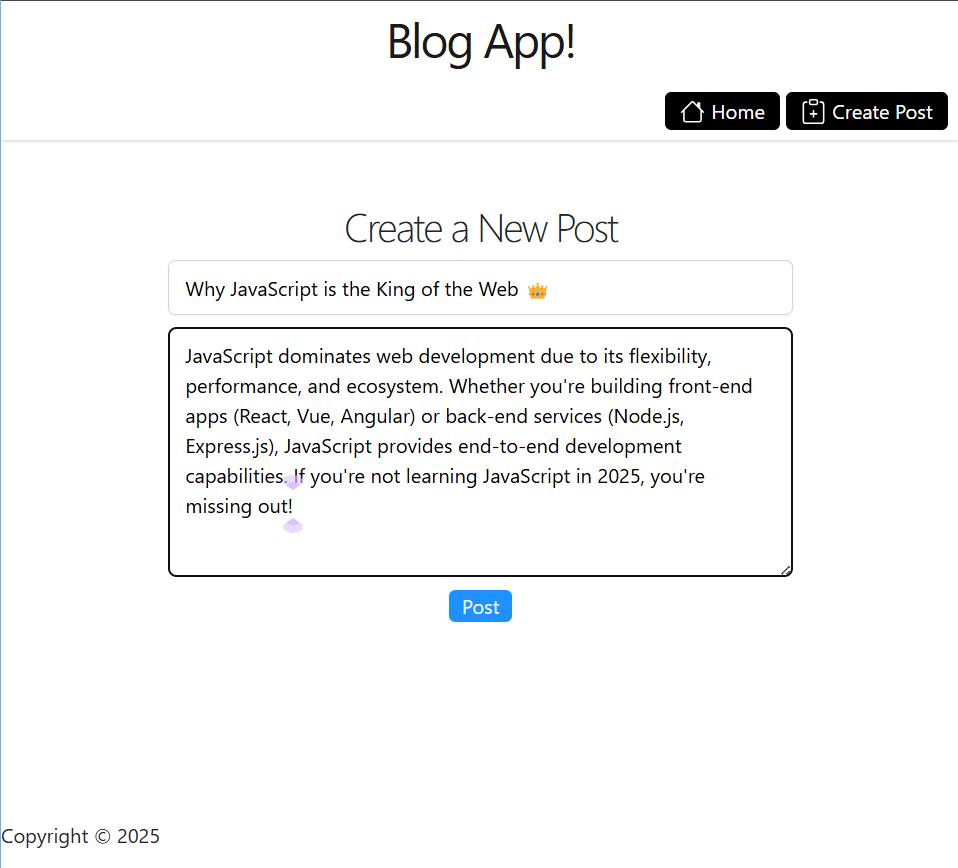 Blog App!
Home
Create Post
Create a New Post
Why JavaScript is the King of the Web 👑
JavaScript dominates web development due to its flexibility,
performance, and ecosystem. Whether you're building front-end
apps (React, Vue, Angular) or back-end services (Node.js,
Express.js), JavaScript provides end-to-end development
capabilities. If you're not learning JavaScript in 2025, you're
missing out!
Post
Copyright © 2025